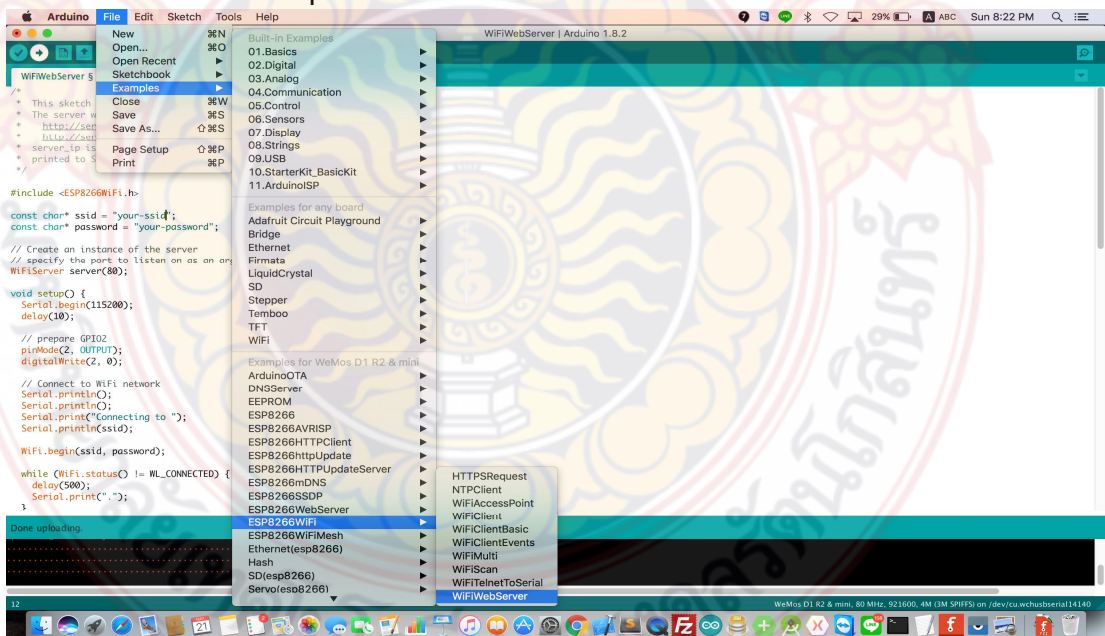 Arduino File Edit Sketch Tools Help 7 29% A ABC Sun 8:22 PM
WiFiWebServer | Arduino 1.8.2
WiFiWebServer §
New ⌘N
Open... ⌘O
Open Recent ▶
Sketchbook ▶
Examples ▶
Close ⌘W
Save ⌘S
Save As... ⇧⌘S
Page Setup ⇧⌘P
Print ⌘P
Built-in Examples
01.Basics ▶
02.Digital ▶
03.Analog ▶
04.Communication ▶
05.Control ▶
06.Sensors ▶
07.Display ▶
08.Strings ▶
09.USB ▶
10.StarterKit_BasicKit ▶
11.ArduinoISP ▶
Examples for any board
Adafruit Circuit Playground ▶
Bridge ▶
Ethernet ▶
Firmata ▶
LiquidCrystal ▶
SD ▶
Stepper ▶
Temboo ▶
TFT ▶
WiFi ▶
Examples for WeMos D1 R2 & mini
ArduinoOTA ▶
DNSServer ▶
EEPROM ▶
ESP8266 ▶
ESP8266AVRISP ▶
ESP8266HTTPClient ▶
ESP8266httpUpdate ▶
ESP8266HTTPUpdateServer ▶
ESP8266mDNS ▶
ESP8266SSDP ▶
ESP8266WebServer ▶
ESP8266WiFi ▶
ESP8266WiFiMesh ▶
Ethernet(esp8266) ▶
Hash ▶
SD(esp8266) ▶
Servo(esp8266) ▶
HTTPSRequest
NTPClient
WiFiAccessPoint
WiFiClient
WiFiClientBasic
WiFiClientEvents
WiFiMulti
WiFiScan
WiFiTelnetToSerial
WiFiWebServer
/*
* This sketch
* The server w
* http://ser
* http://ser
* server_ip is
* printed to S
*/
#include <ESP8266WiFi.h>
const char* ssid = "your-ssid";
const char* password = "your-password";
// Create an instance of the server
// specify the port to listen on as an arg
WiFiServer server(80);
void setup() {
Serial.begin(115200);
delay(10);
// prepare GPIO2
pinMode(2, OUTPUT);
digitalWrite(2, 0);
// Connect to WiFi network
Serial.println();
Serial.println();
Serial.print("Connecting to ");
Serial.println(ssid);
WiFi.begin(ssid, password);
while (WiFi.status() != WL_CONNECTED) {
delay(500);
Serial.print(".");
}
Done uploading.
12 WeMos D1 R2 & mini, 80 MHz, 921600, 4M (3M SPIFFS) on /dev/cu.wchusbserial14140